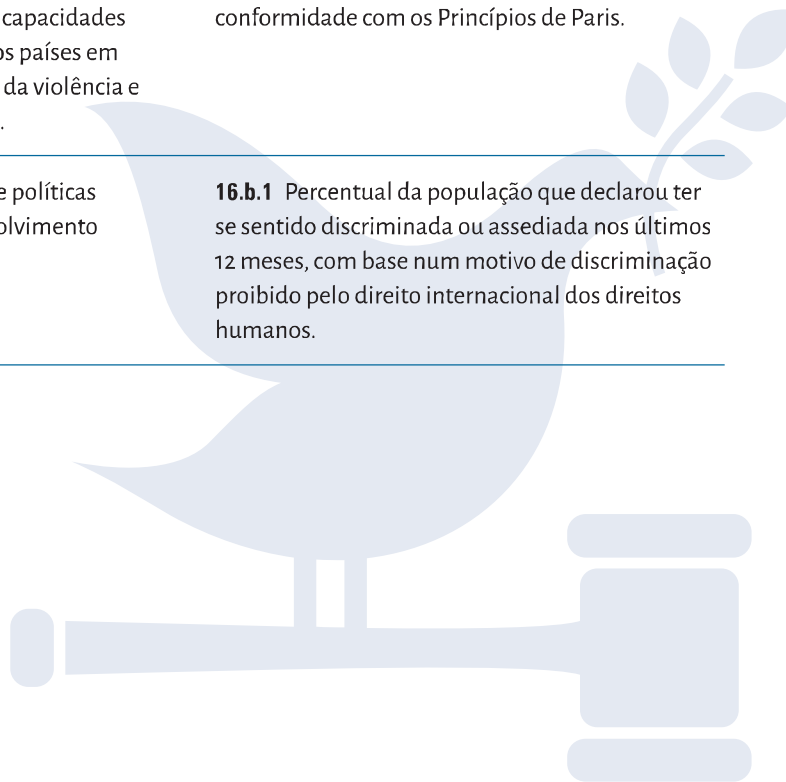 capacidades
os países em
da violência e
.
e políticas
olvimento
conformidade com os Princípios de Paris.
16.b.1 Percentual da população que declarou ter
se sentido discriminada ou assediada nos últimos
12 meses, com base num motivo de discriminação
proibido pelo direito internacional dos direitos
humanos.